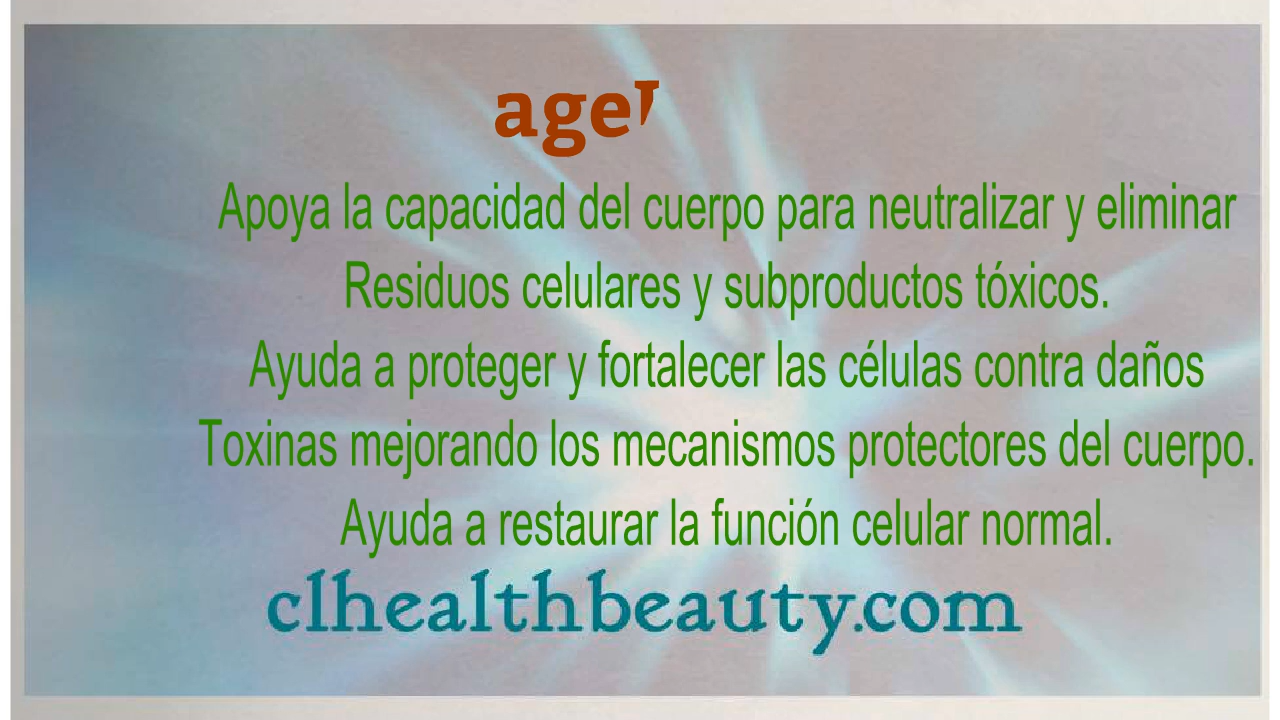 age
Apoya la capacidad del cuerpo para neutralizar y eliminar
Residuos celulares y subproductos tóxicos.
Ayuda a proteger y fortalecer las células contra daños
Toxinas mejorando los mecanismos protectores del cuerpo.
Ayuda a restaurar la función celular normal.
clhealthbeauty.com